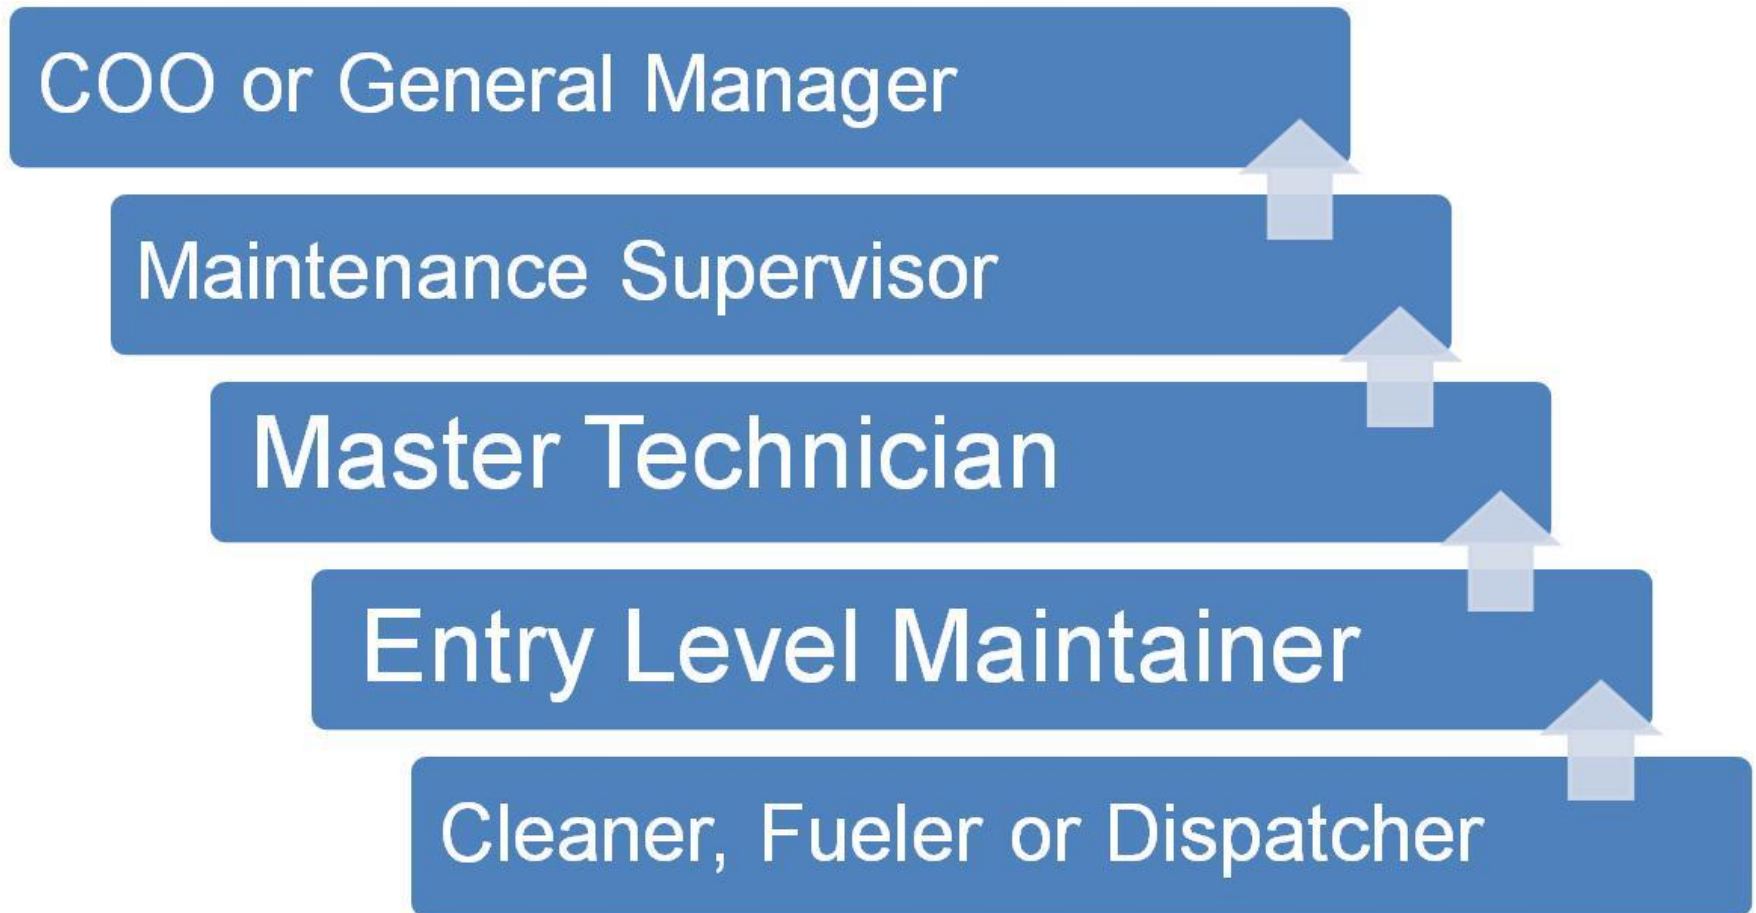 COO or General Manager
Maintenance Supervisor
Master Technician
Entry Level Maintainer
Cleaner, Fueler or Dispatcher